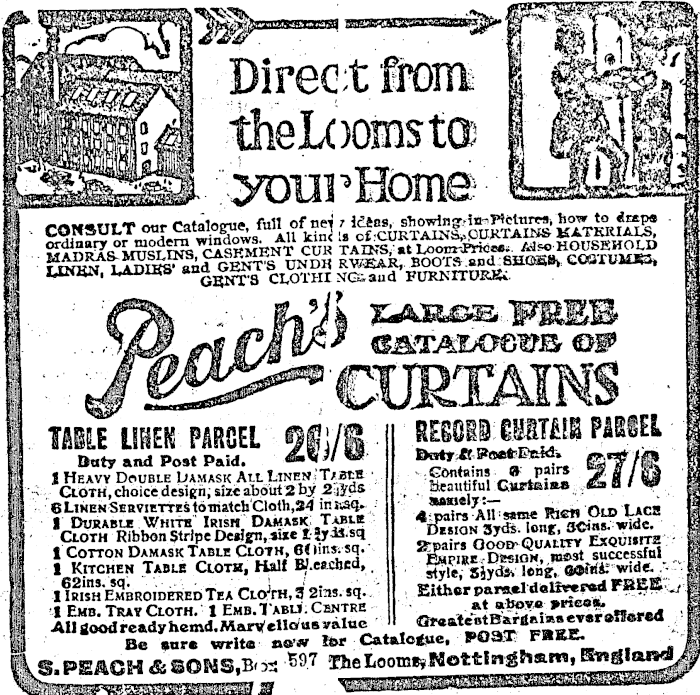 Direct from
the Looms to
your Home
CONSULT our Catalogue, full of new ideas, showing in Pictures, how to drape
ordinary or modern windows. All kinds of CURTAINS, CURTAINS MATERIALS,
MADRAS MUSLINS, CASEMENT CURTAINS, at Loom Prices. Also HOUSEHOLD
LINEN, LADIES' and GENT'S UNDERWEAR, BOOTS and SHOES, COSTUMES,
GENT'S CLOTHING and FURNITURE.
Peach's
LARGE FREE
CATALOGUE OF
CURTAINS
TABLE LINEN PARCEL
Duty and Post Paid.
26/6
1 HEAVY DOUBLE DAMASK ALL LINEN TABLE
CLOTH, choice design; size about 2 by 2 yds
6 LINEN SERVIETTES to match Cloth, 24 ins. sq.
1 DURABLE WHITE IRISH DAMASK TABLE
CLOTH Ribbon Stripe Design, size sq
1 COTTON DAMASK TABLE CLOTH, ins. sq.
1 KITCHEN TABLE CLOTH, Half Bleached,
62ins. sq.
1 IRISH EMBROIDERED TEA CLOTH, 32ins. sq.
1 EMB. TRAY CLOTH. 1 EMB. TABLE CENTRE
All good ready hemd. Marvellous value
RECORD CURTAIN PARCEL
Duty & Post Paid.
Contains 6 pairs
beautiful Curtains
namely:—
27/6
4 pairs All same RICH OLD LACE
DESIGN 3yds. long, wide.
2 pairs GOOD QUALITY EXQUISITE
EMPIRE DESIGN, most successful
style, 3½yds. long, 60ins. wide.
Either parcel delivered FREE
at above prices.
Greatest Bargains ever offered
Be sure write now for Catalogue, POST FREE.
S. PEACH & SONS, Box 597 The Looms, Nottingham, England